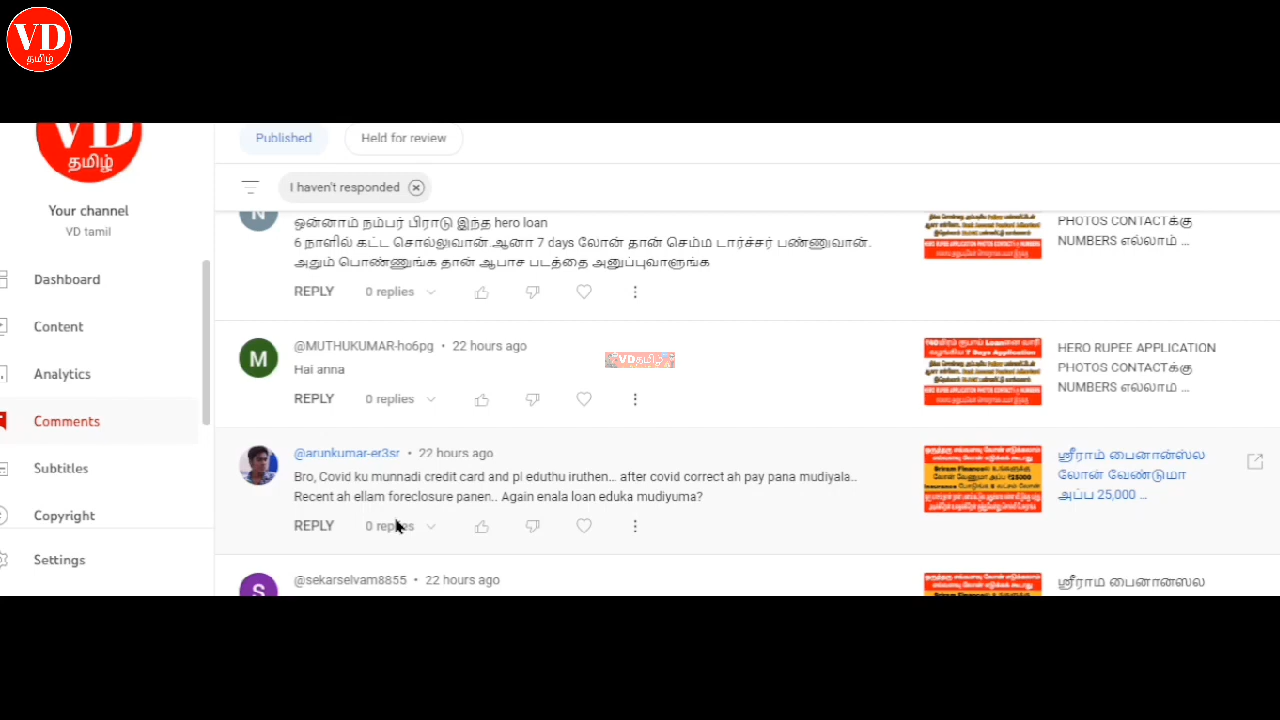 VD
தமிழ்
VD
தமிழ்
Your channel
VD tamil
Dashboard
Content
Analytics
Comments
Subtitles
Copyright
Settings
Published
Held for review
I haven't responded
N
ஒன்னாம் நம்பர் பிராடு இந்த hero loan
6 நாளில் கட்ட சொல்லுவான்.ஆனா 7 days லோன் தான் செம்ம டார்ச்சர் பண்ணுவான்.
அனும் பொண்ணுங்க தான் ஆபாச படத்தை அனுப்புவாளுங்க
REPLY 0 replies
PHOTOS CONTACTக்கு
NUMBERS எல்லாம் ...
M
@MUTHUKUMAR-ho6pg • 22 hours ago
Hai anna
REPLY 0 replies
VDதமிழ்
HERO RUPEE APPLICATION
PHOTOS CONTACTக்கு
NUMBERS எல்லாம் ...
@arunkumar-er3sr • 22 hours ago
Bro, Covid ku munnadi credit card and pl eduthu iruthen... after covid correct ah pay pana mudiyala..
Recent ah ellam foreclosure panen.. Again enala loan eduka mudiyuma?
REPLY 0 replies
ஸ்ரீராம் பைனான்ஸ்ல
லோன் வேண்டுமா
அப்ப 25,000 ...
S
@sekarselvam8855 • 22 hours ago
ஸ்ரீராம் பைனான்ஸ்ல